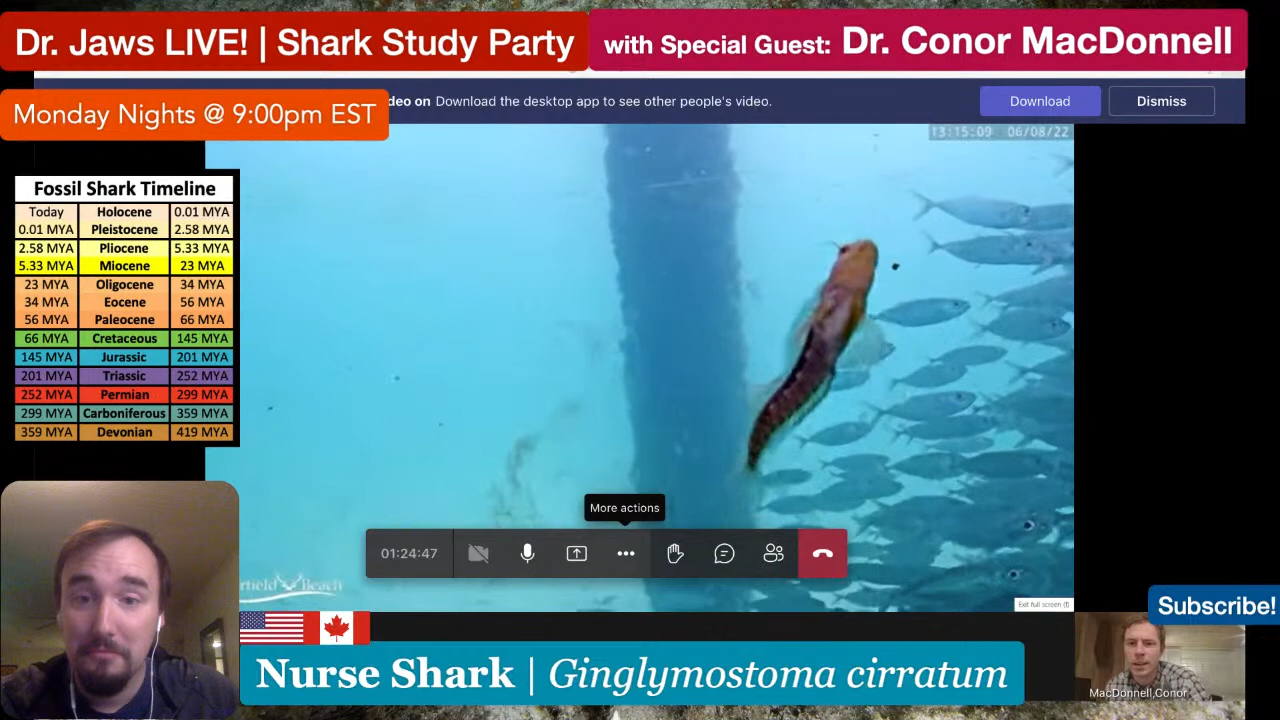 Dr. Jaws LIVE! | Shark Study Party
with Special Guest: Dr. Conor MacDonnell
Monday Nights @ 9:00pm EST
deo on Download the desktop app to see other people's video.
Download
Dismiss
13:15:09 06/08/22
Fossil Shark Timeline
Today Holocene 0.01 MYA
0.01 MYA Pleistocene 2.58 MYA
2.58 MYA Pliocene 5.33 MYA
5.33 MYA Miocene 23 MYA
23 MYA Oligocene 34 MYA
34 MYA Eocene 56 MYA
56 MYA Paleocene 66 MYA
66 MYA Cretaceous 145 MYA
145 MYA Jurassic 201 MYA
201 MYA Triassic 252 MYA
252 MYA Permian 299 MYA
299 MYA Carboniferous 359 MYA
359 MYA Devonian 419 MYA
More actions
01:24:47
rfield Beach
Exit full screen (f)
Subscribe!
Nurse Shark | Ginglymostoma cirratum
MacDonnell,Conor